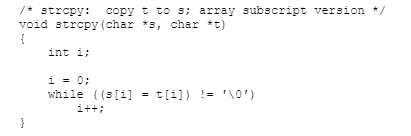 /* strcpy:  copy t to s; array subscript version */
void strcpy(char *s, char *t)
{
    int i;

    i = 0;
    while ((s[i] = t[i]) != '\0')
        i++;
}